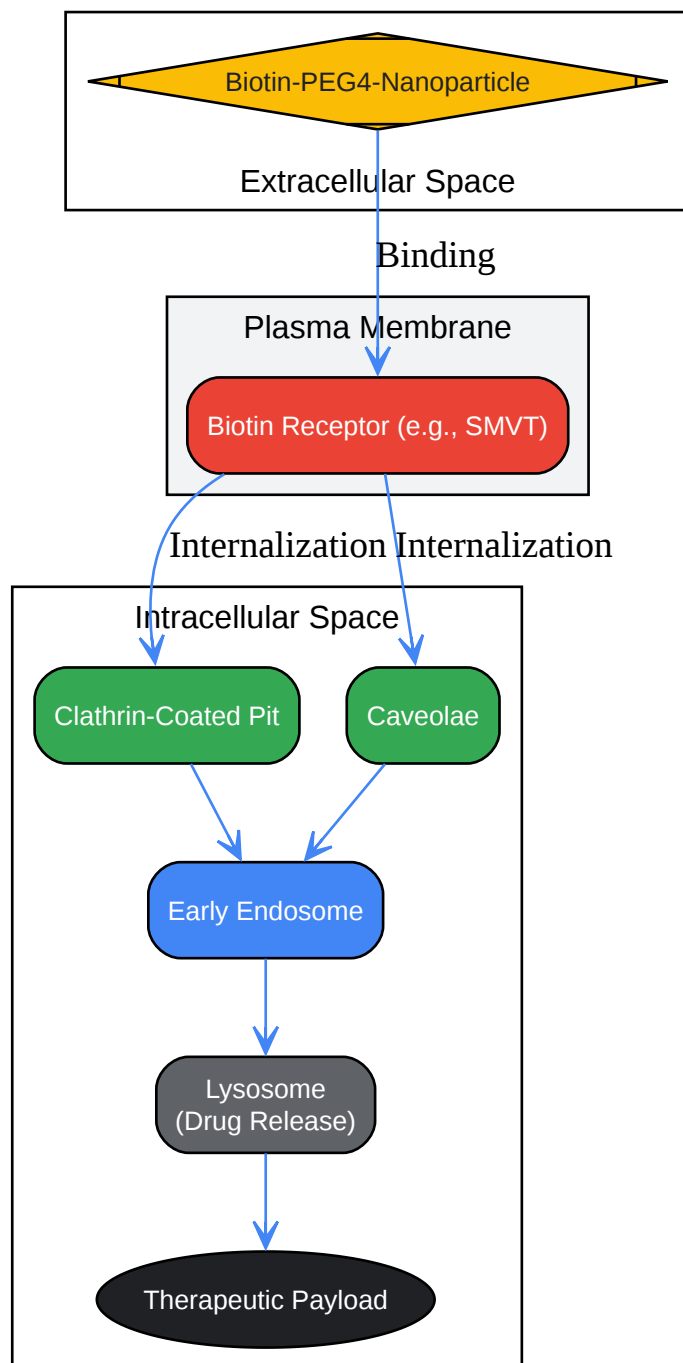 Biotin-PEG4-Nanoparticle
Extracellular Space
Binding
Plasma Membrane
Biotin Receptor (e.g., SMVT)
Internalization
Internalization
Intracellular Space
Clathrin-Coated Pit
Caveolae
Early Endosome
Lysosome
(Drug Release)
Therapeutic Payload